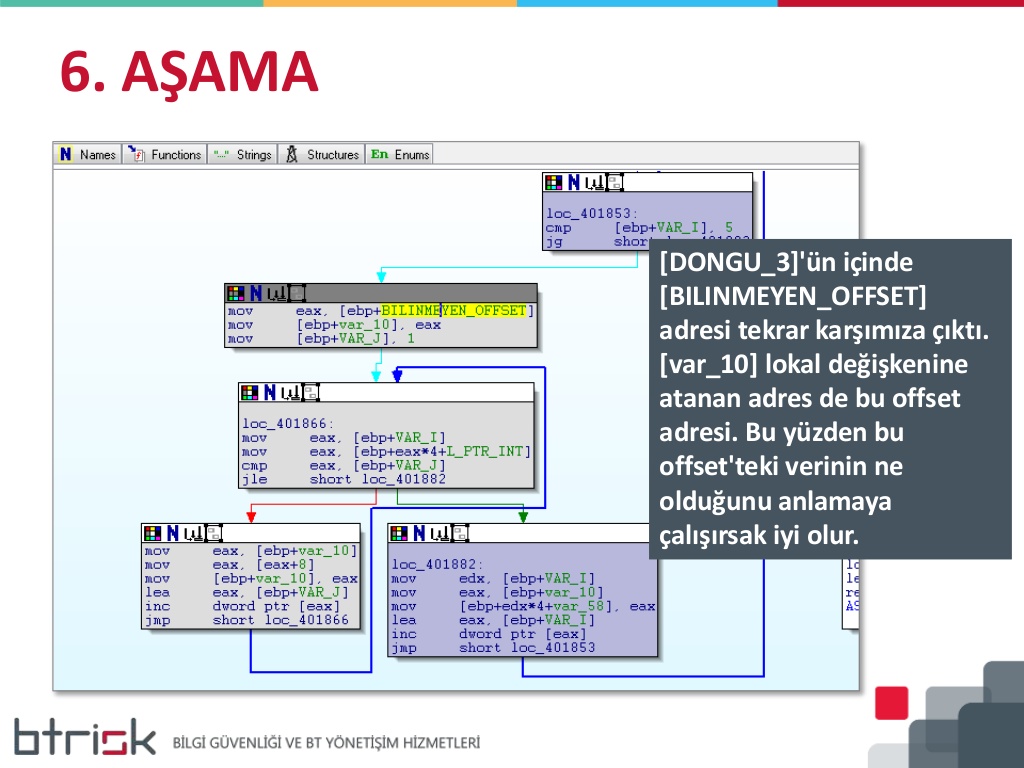 6. AŞAMA
Names Functions Strings Structures En Enums
loc_401853:
cmp [ebp+VAR_I], 5
jg short
mov eax, [ebp+BILINMEYEN_OFFSET]
mov [ebp+var_10], eax
mov [ebp+VAR_J], 1
loc_401866:
mov eax, [ebp+VAR_I]
mov eax, [ebp+eax*4+L_PTR_INT]
cmp eax, [ebp+VAR_J]
jle short loc_401882
mov eax, [ebp+var_10]
mov eax, [eax+8]
mov [ebp+var_10], eax
lea eax, [ebp+VAR_J]
inc dword ptr [eax]
jmp short loc_401866
loc_401882:
mov edx, [ebp+VAR_I]
mov eax, [ebp+var_10]
mov [ebp+edx*4+var_58], eax
lea eax, [ebp+VAR_I]
inc dword ptr [eax]
jmp short loc_401853
[DONGU_3]'ün içinde
[BILINMEYEN_OFFSET]
adresi tekrar karşımıza çıktı.
[var_10] lokal değişkenine
atanan adres de bu offset
adresi. Bu yüzden bu
offset'teki verinin ne
olduğunu anlamaya
çalışırsak iyi olur.
btrisk BİLGİ GÜVENLİĞİ VE BT YÖNETİŞİM HİZMETLERİ